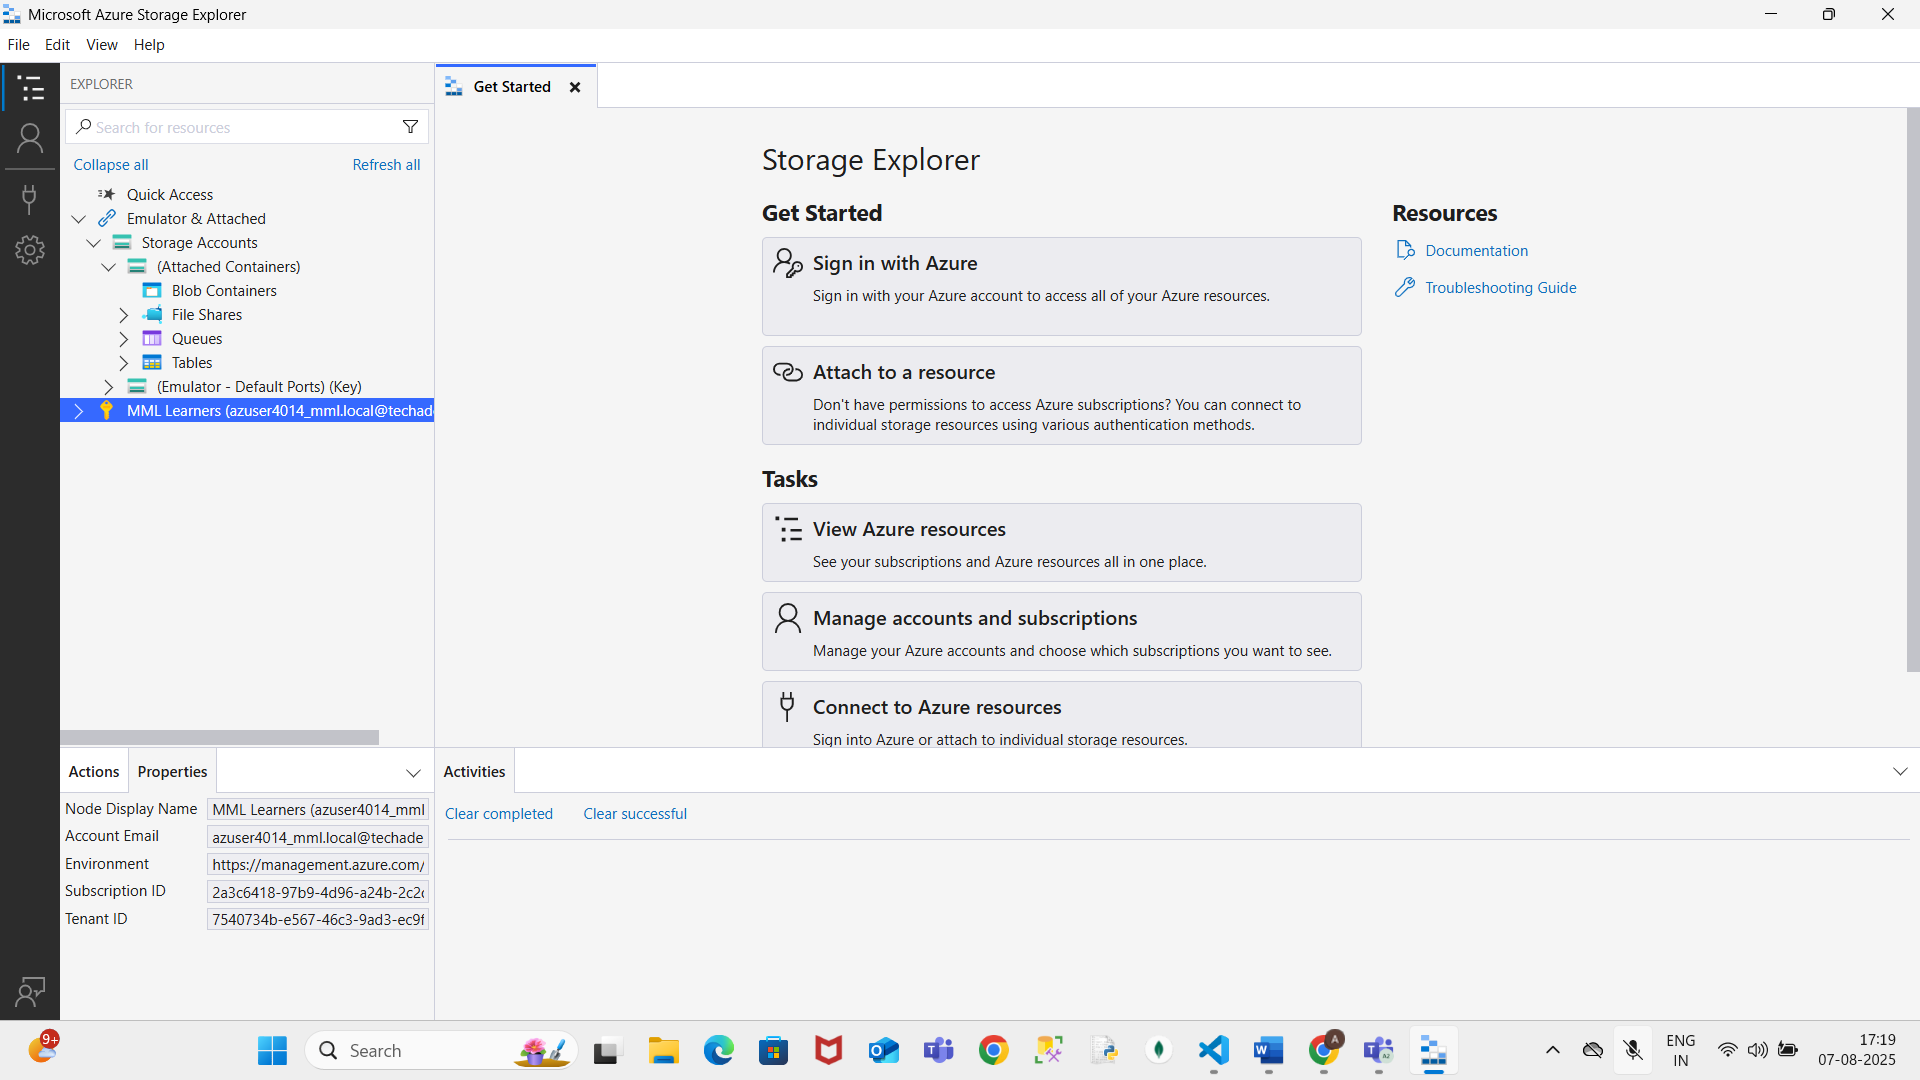 Microsoft Azure Storage Explorer
File Edit View Help
EXPLORER
Search for resources
Collapse all Refresh all
Quick Access
Emulator & Attached
Storage Accounts
(Attached Containers)
Blob Containers
File Shares
Queues
Tables
(Emulator - Default Ports) (Key)
MML Learners (azuser4014_mml.local@techade
Get Started
Storage Explorer
Get Started
Sign in with Azure
Sign in with your Azure account to access all of your Azure resources.
Attach to a resource
Don't have permissions to access Azure subscriptions? You can connect to
individual storage resources using various authentication methods.
Tasks
View Azure resources
See your subscriptions and Azure resources all in one place.
Manage accounts and subscriptions
Manage your Azure accounts and choose which subscriptions you want to see.
Connect to Azure resources
Sign into Azure or attach to individual storage resources.
Resources
Documentation
Troubleshooting Guide
Actions Properties
Node Display Name MML Learners (azuser4014_mml
Account Email azuser4014_mml.local@techade
Environment https://management.azure.com/
Subscription ID 2a3c6418-97b9-4d96-a24b-2c2
Tenant ID 7540734b-e567-46c3-9ad3-ec9f
Activities
Clear completed Clear successful
9+
Search
A
ENG
IN
17:19
07-08-2025